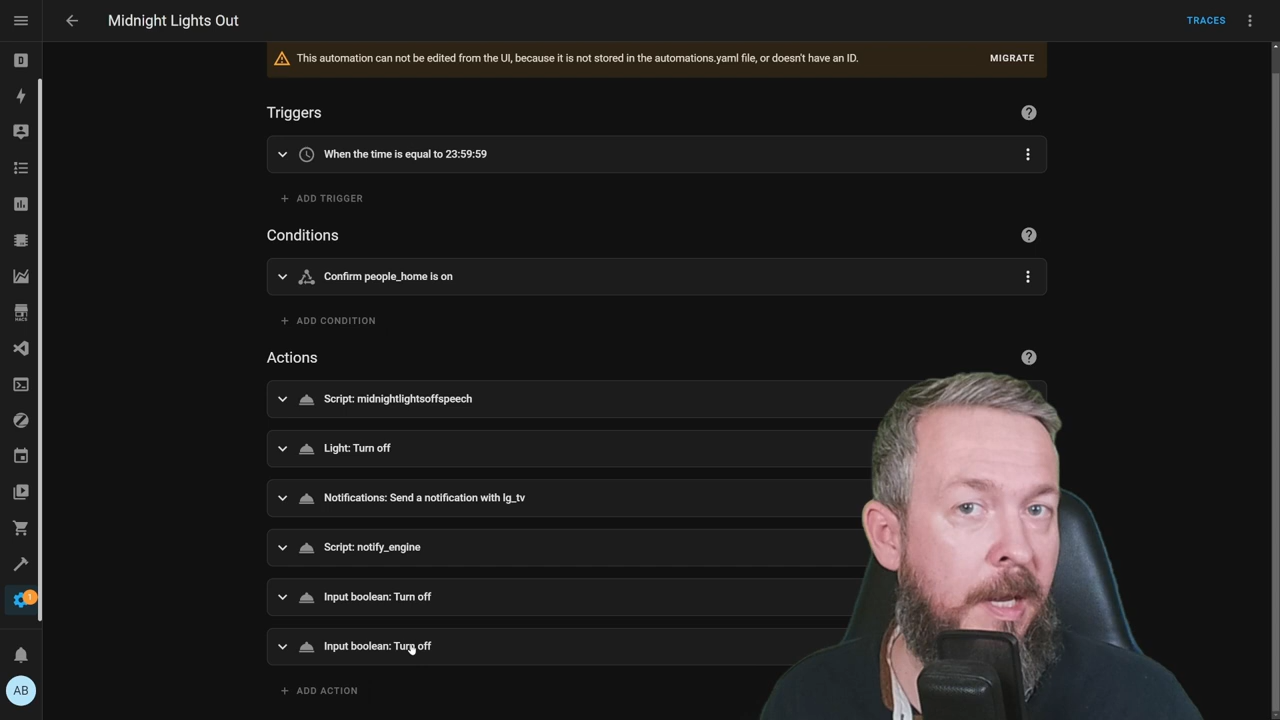 Midnight Lights Out
TRACES
This automation can not be edited from the UI, because it is not stored in the automations.yaml file, or doesn't have an ID.
MIGRATE
Triggers
When the time is equal to 23:59:59
+ ADD TRIGGER
Conditions
Confirm people_home is on
+ ADD CONDITION
Actions
Script: midnightlightsoffspeech
Light: Turn off
Notifications: Send a notification with lg_tv
Script: notify_engine
Input boolean: Turn off
Input boolean: Turn off
+ ADD ACTION
D
HACS
1
AB